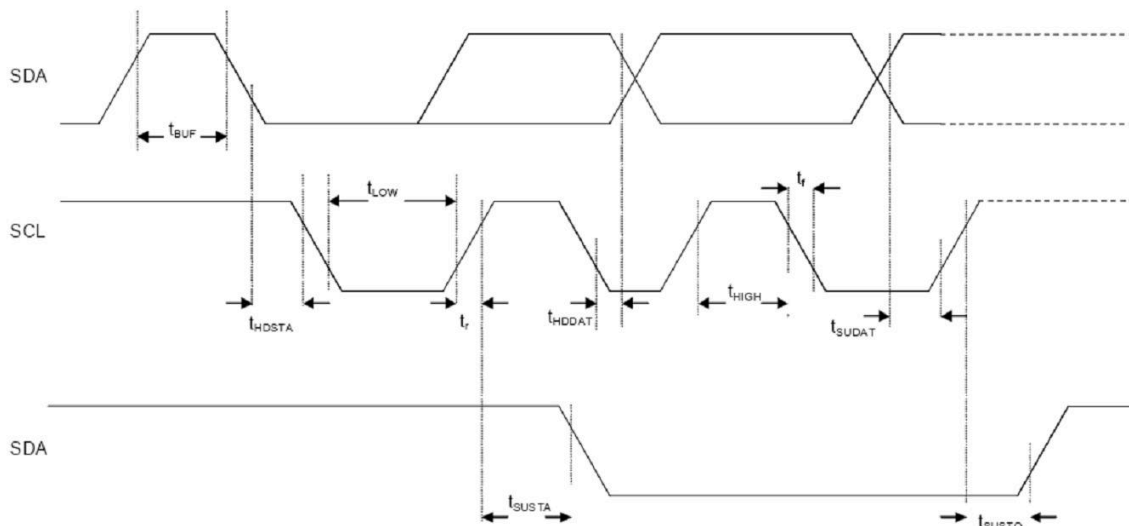 SDA
tBUF
tLOW
tf
SCL
tHDSTA
tr
tHDDAT
tHIGH
tSUDAT
SDA
tSUSTA
tSUSTO